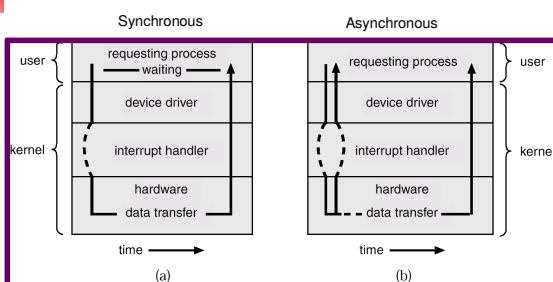 Synchronous
Asynchronous
user
requesting process
waiting
requesting process
user
device driver
device driver
kernel
interrupt handler
interrupt handler
kerne
hardware
data transfer
hardware
data transfer
time
time
(a)
(b)